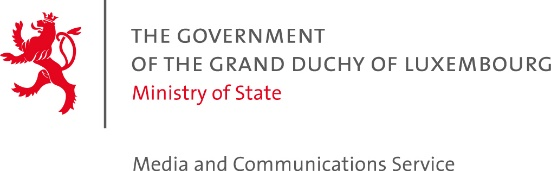 THE GOVERNMENT
OF THE GRAND DUCHY OF LUXEMBOURG
Ministry of State
Media and Communications Service